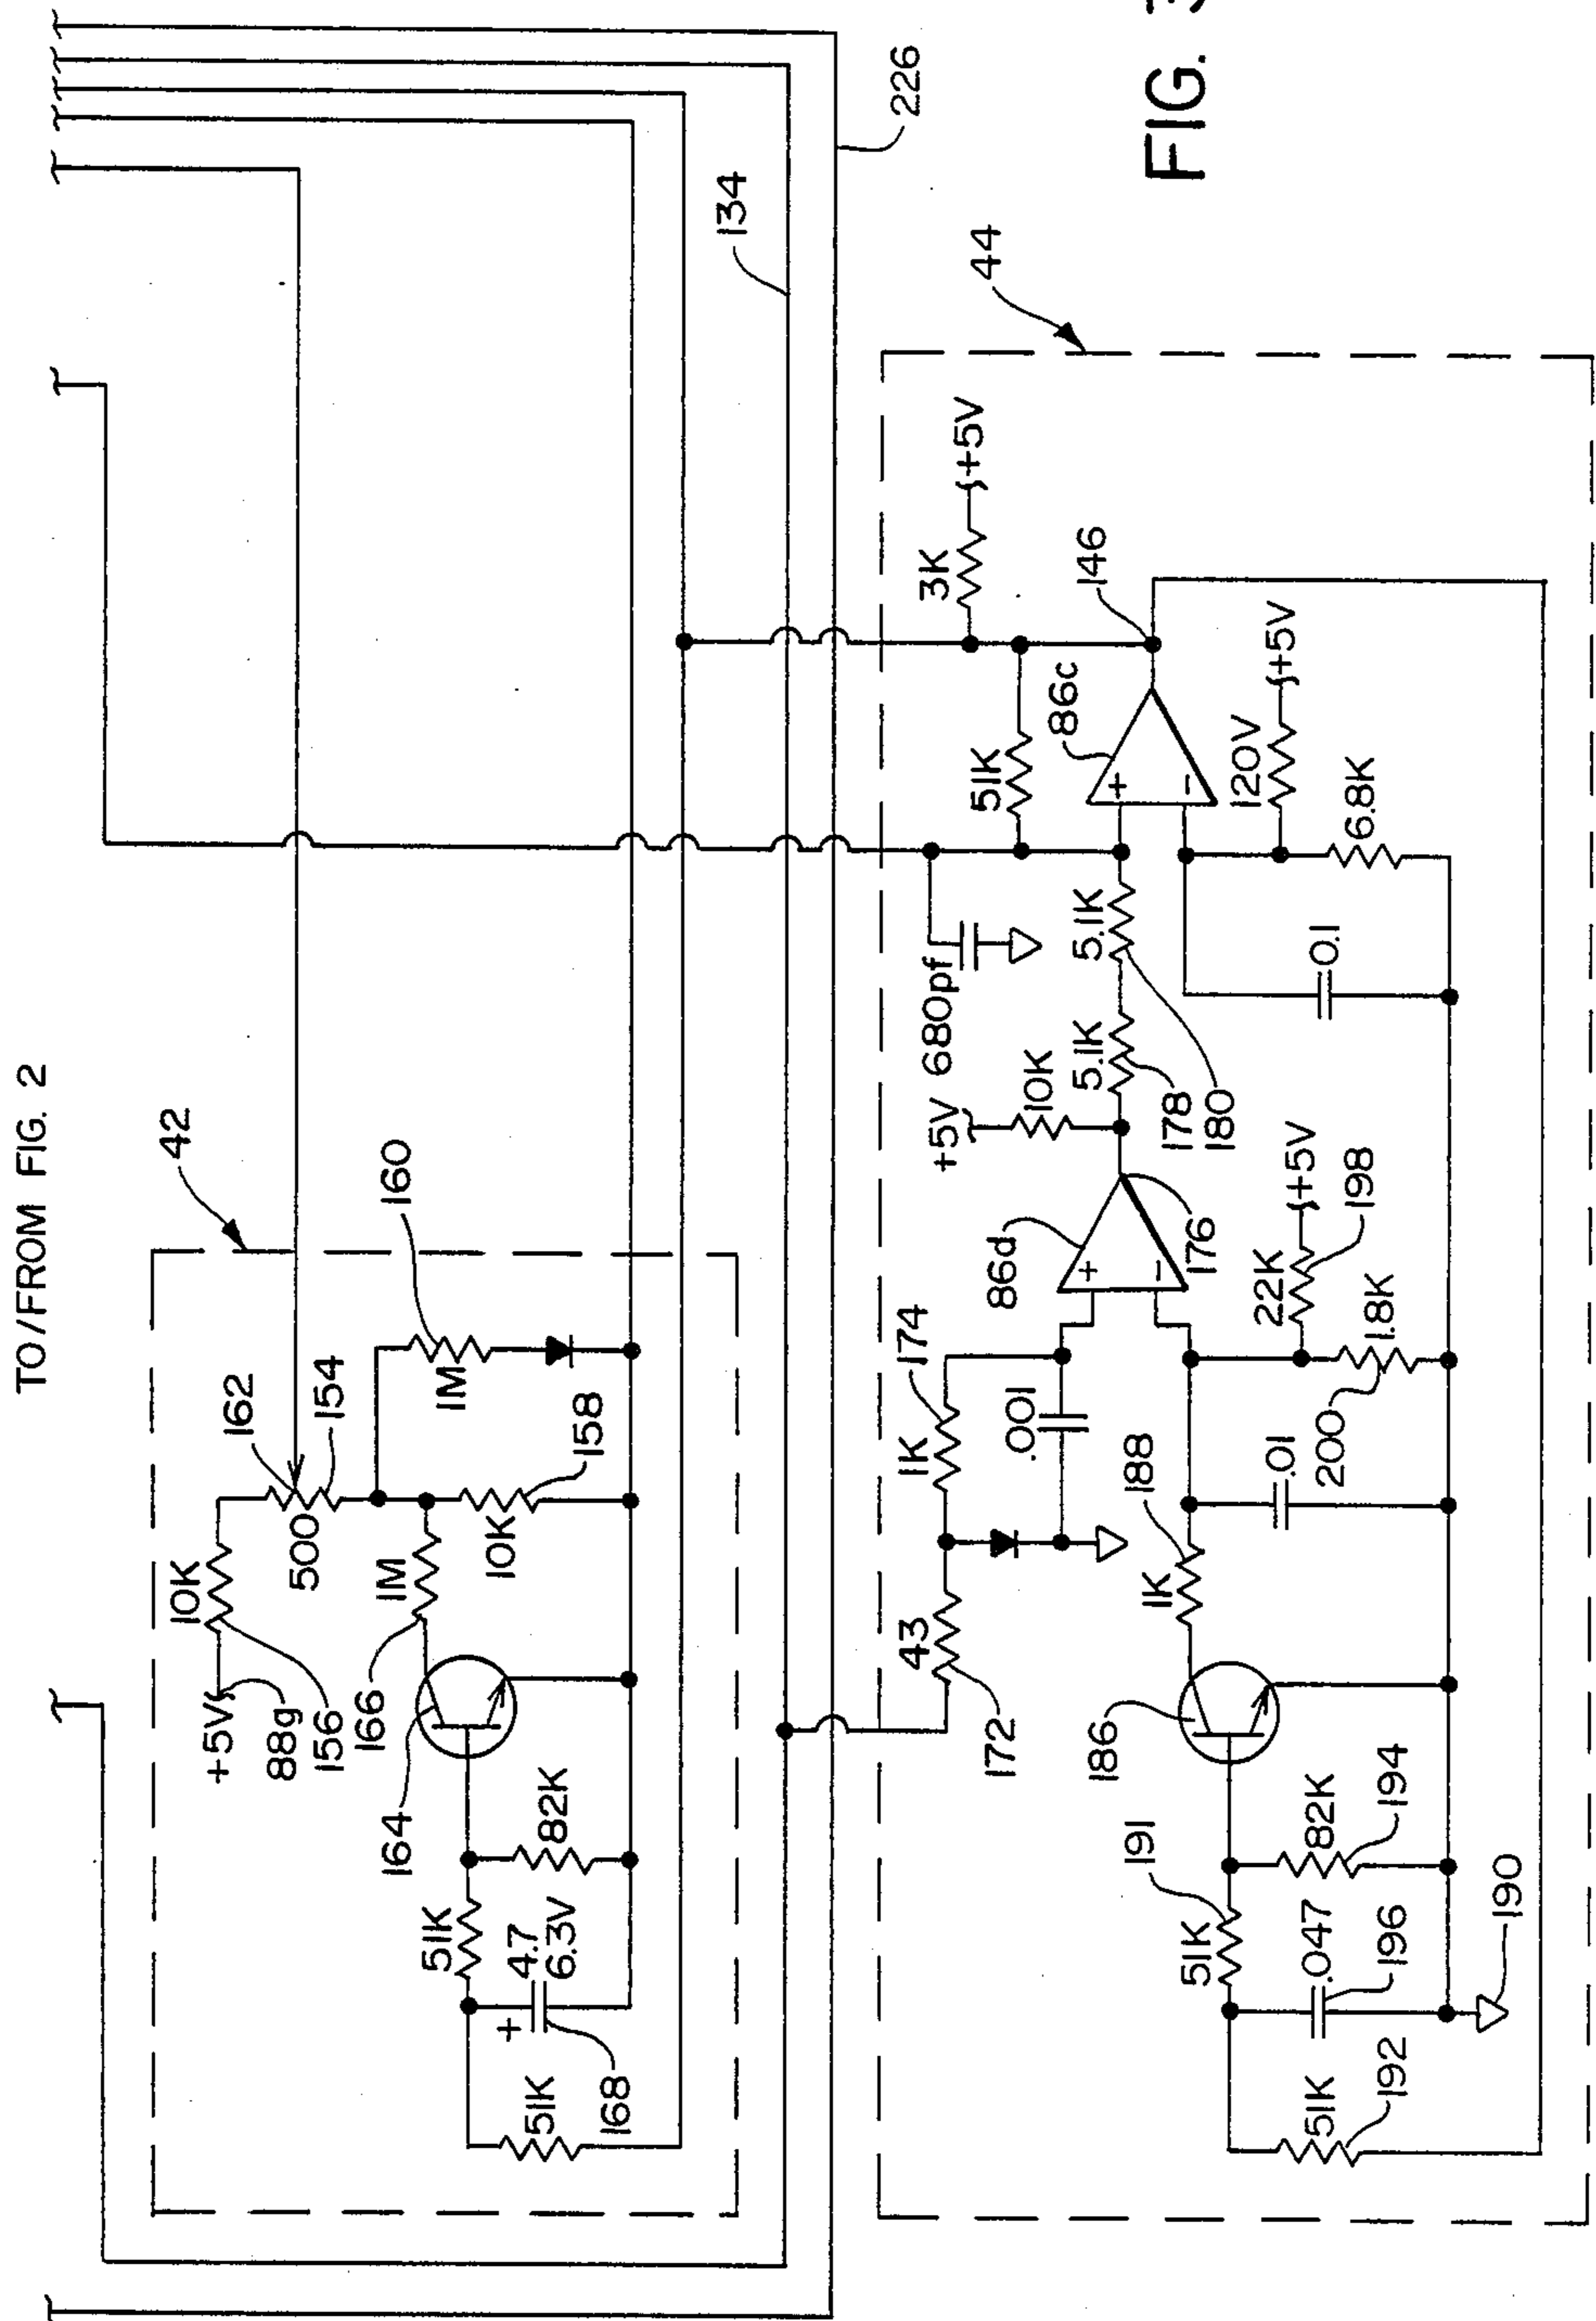 TO/FROM FIG. 2
42
+5V
88g
156
10K
500
162
154
160
1M
166
1M
10K
158
164
82K
51K
4.7
6.3V
+
168
51K
134
226
FIG. 3
44
172
43
1K
174
.001
86d
+
-
176
+5V
10K
680pf
5.1K
178
5.1K
180
51K
86c
+
-
3K
+5V
146
120V
+5V
6.8K
0.1
22K
+5V
198
1.8K
200
.01
188
1K
186
191
51K
82K
194
.047
196
190
51K
192